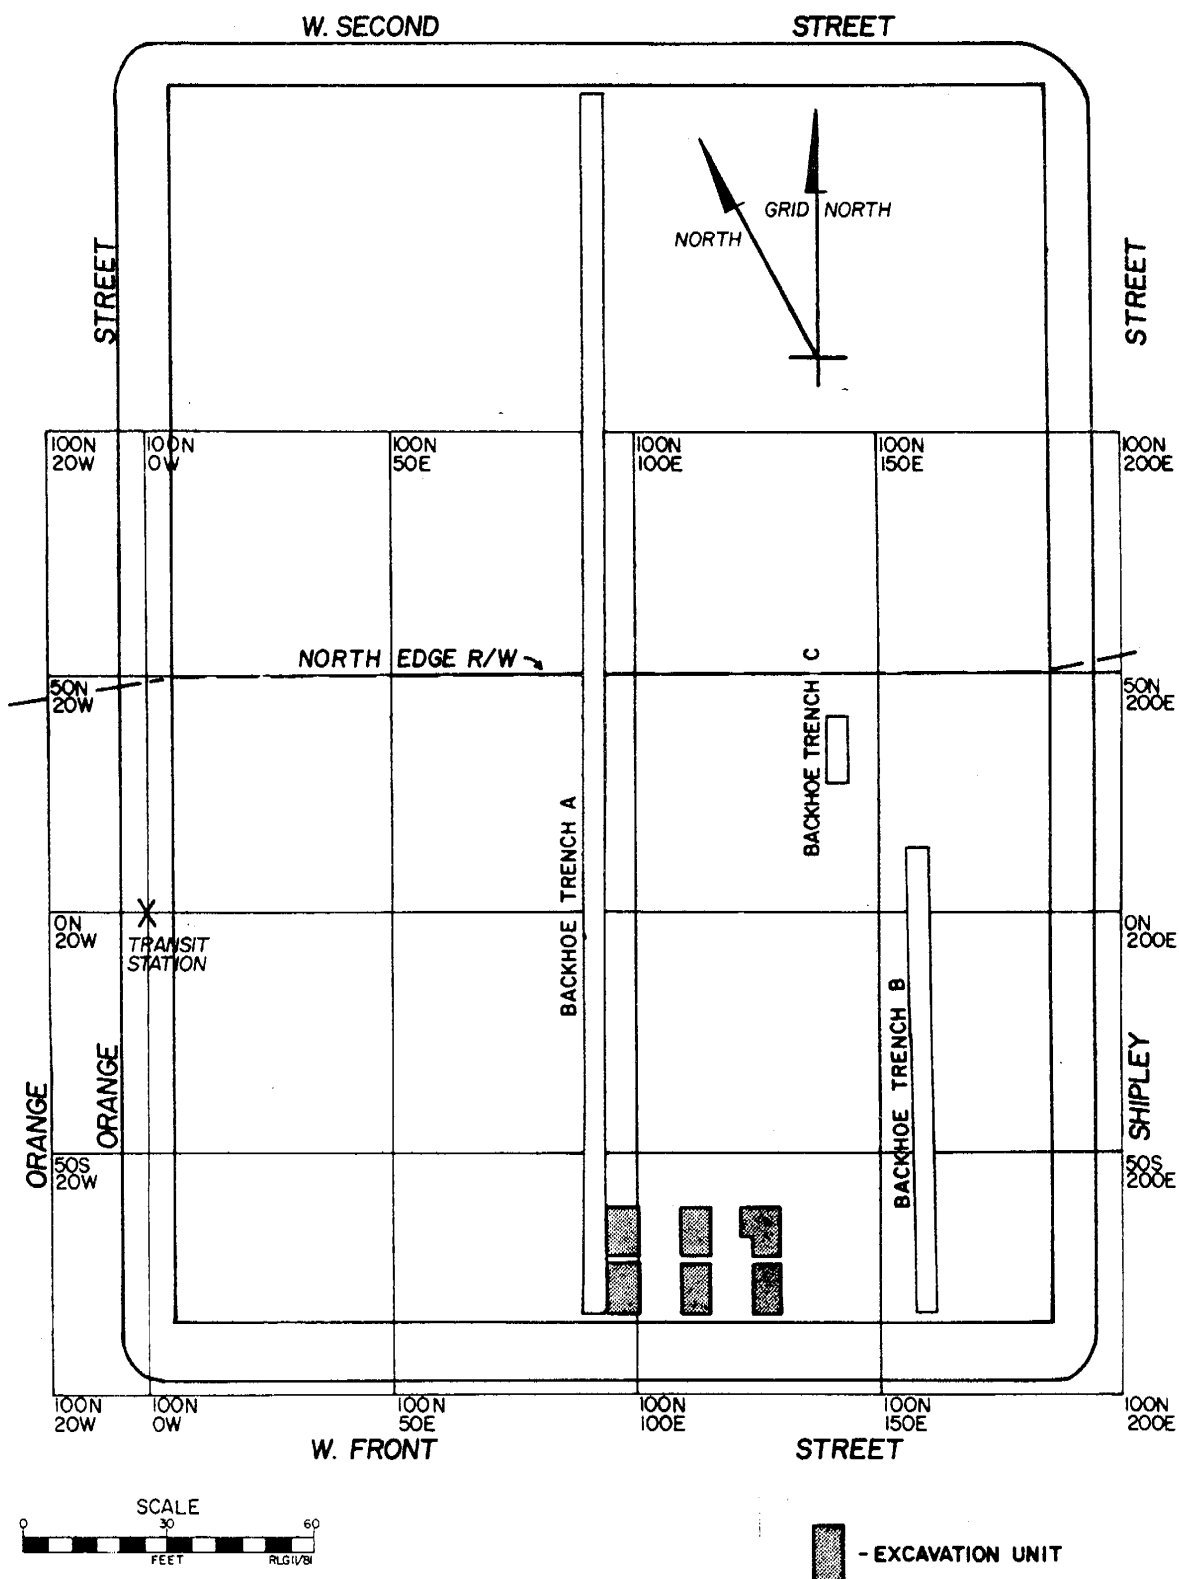 W. SECOND STREET
STREET
STREET
GRID NORTH
NORTH
100N
20W
100N
0W
100N
50E
100N
100E
100N
150E
100N
200E
NORTH EDGE R/W
50N
20W
50N
200E
BACKHOE TRENCH C
BACKHOE TRENCH A
0N
20W
TRANSIT
STATION
0N
200E
BACKHOE TRENCH B
ORANGE
ORANGE
SHIPLEY
50S
20W
50S
200E
100N
20W
100N
0W
100N
50E
100N
100E
100N
150E
100N
200E
W. FRONT STREET
SCALE
0 30 60
FEET
RLG11/81
- EXCAVATION UNIT